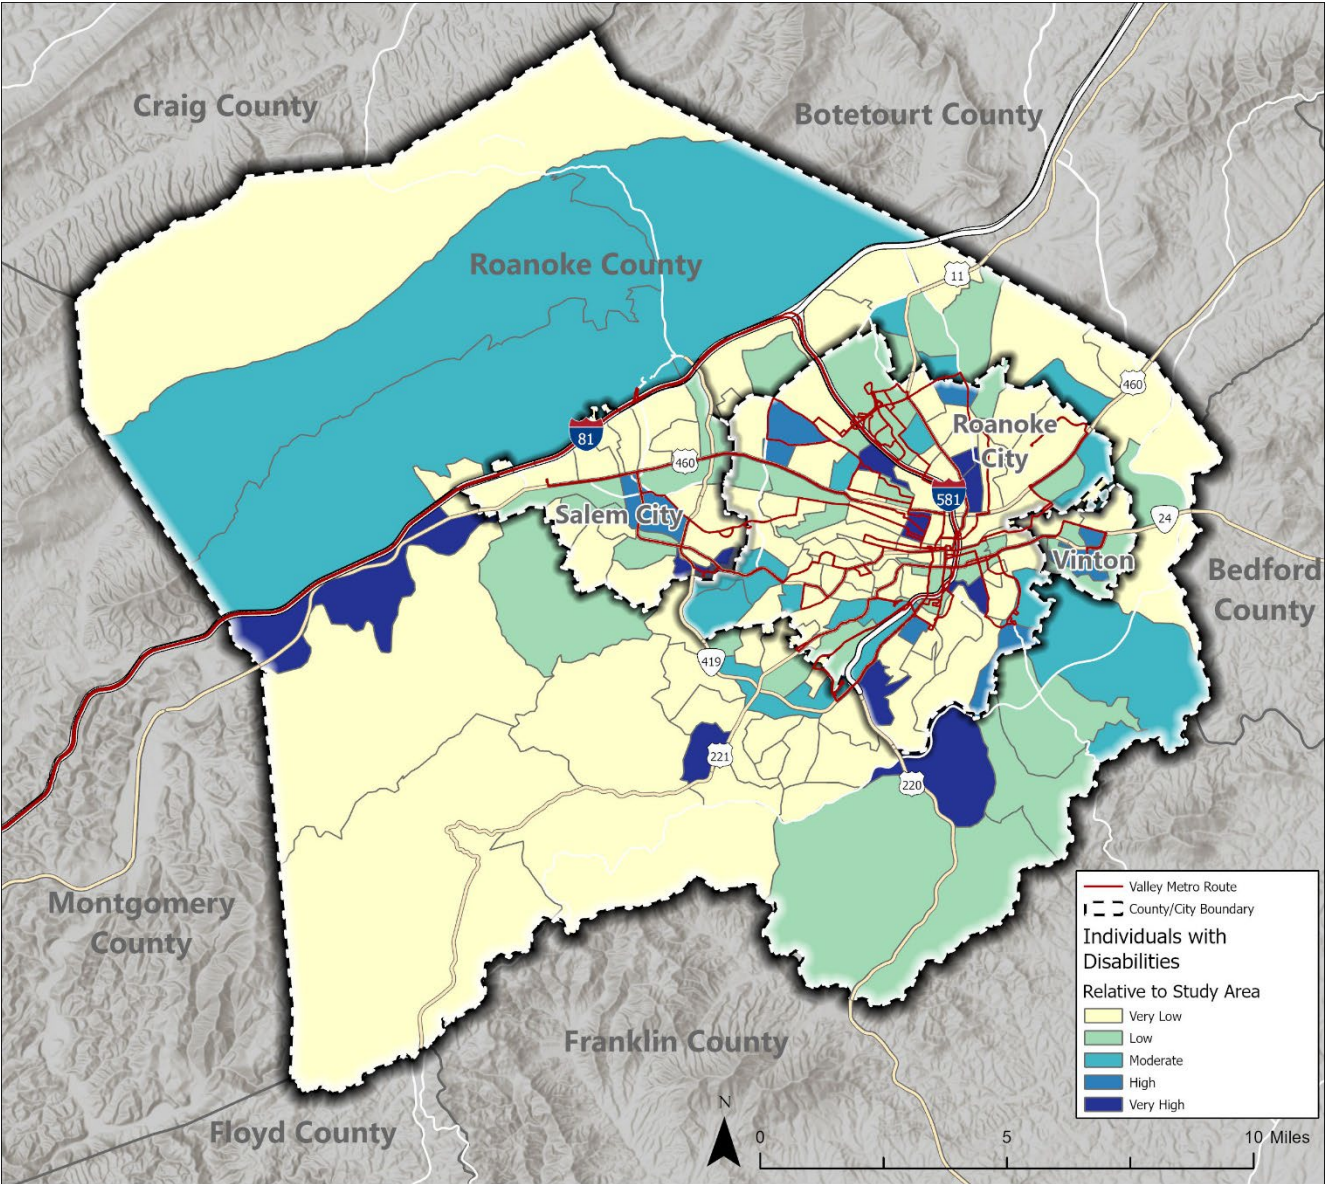 Craig County
Botetourt County
Roanoke County
11
460
Roanoke
City
81
460
581
Salem City
24
Vinton
Bedford
County
419
221
220
Montgomery
County
Franklin County
Floyd County
Valley Metro Route
County/City Boundary
Individuals with
Disabilities
Relative to Study Area
Very Low
Low
Moderate
High
Very High
N
0 5 10 Miles